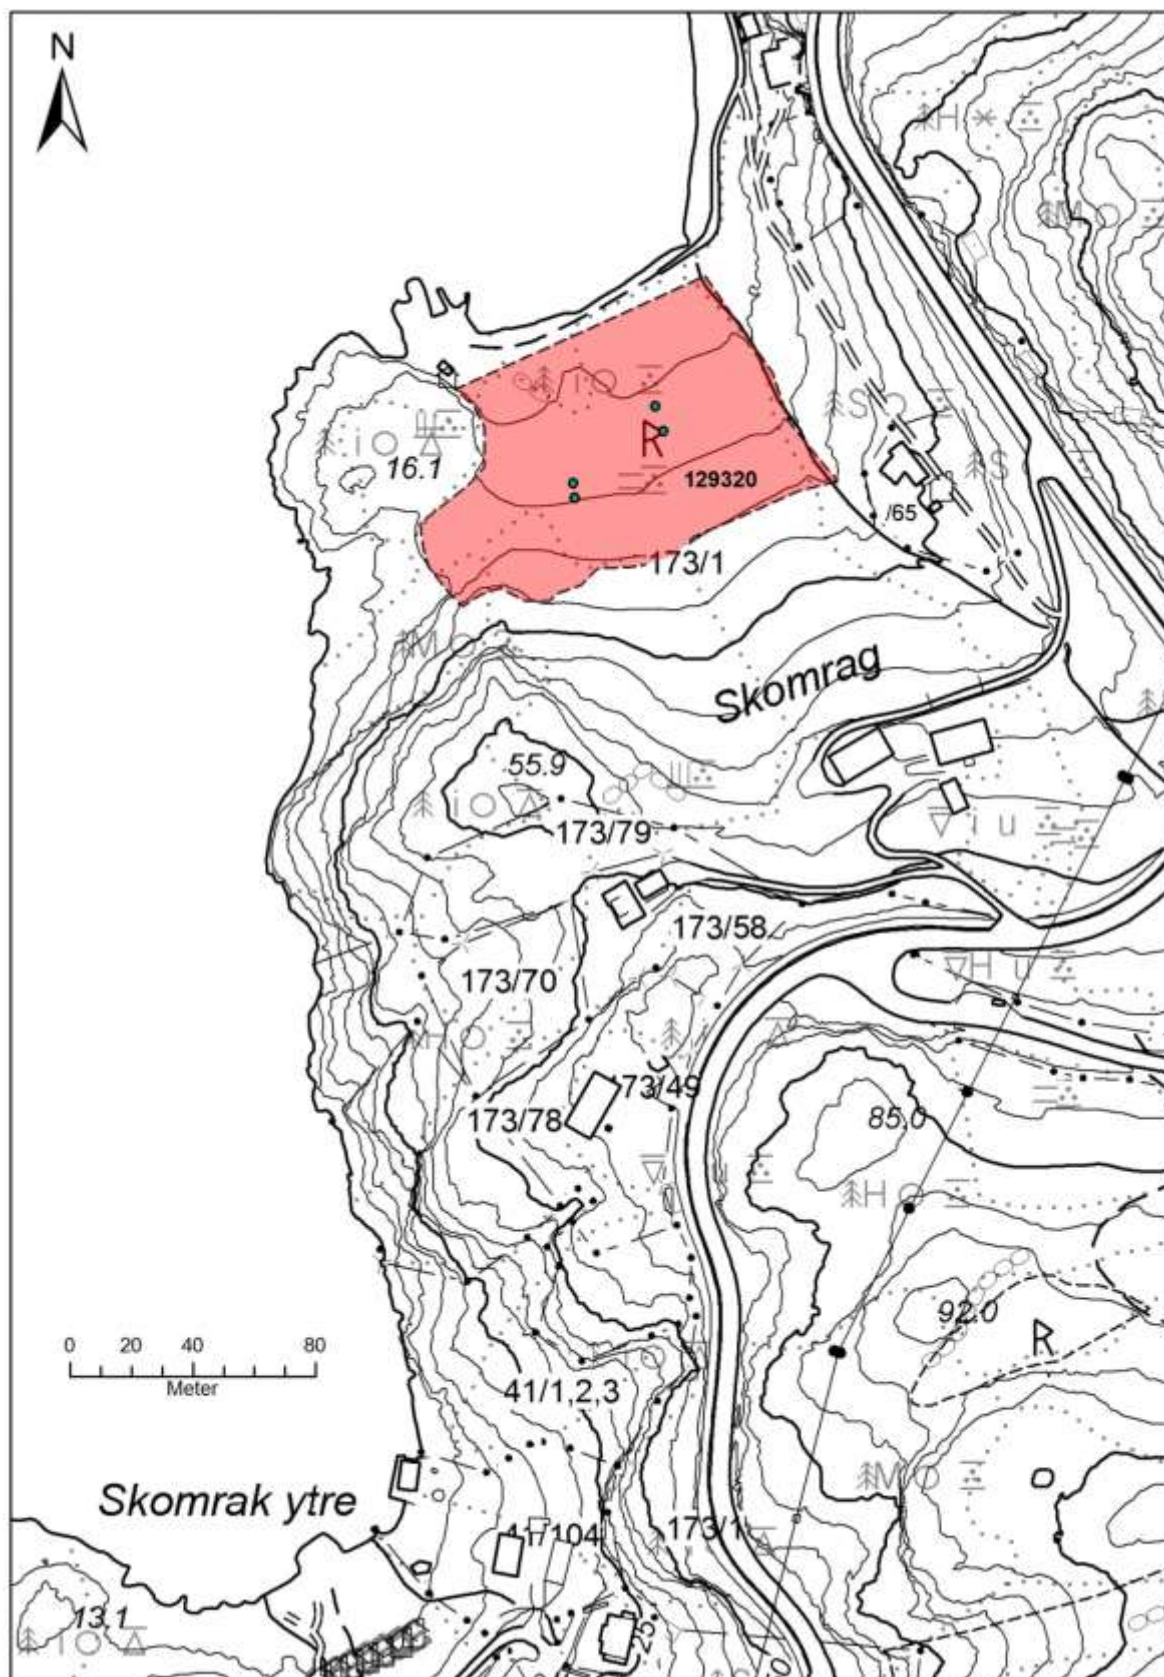 N
H
M
i
16.1
i
R
129320
S
S
/65
173/1
M
Skomrag
55.9
i
173/79
i u
173/58
173/70
H u
H
173/49
173/78
85.0
H
92.0
R
0 20 40 80
Meter
41/1,2,3
M
Skomrak ytre
41/104
173/1
13.1
i
25